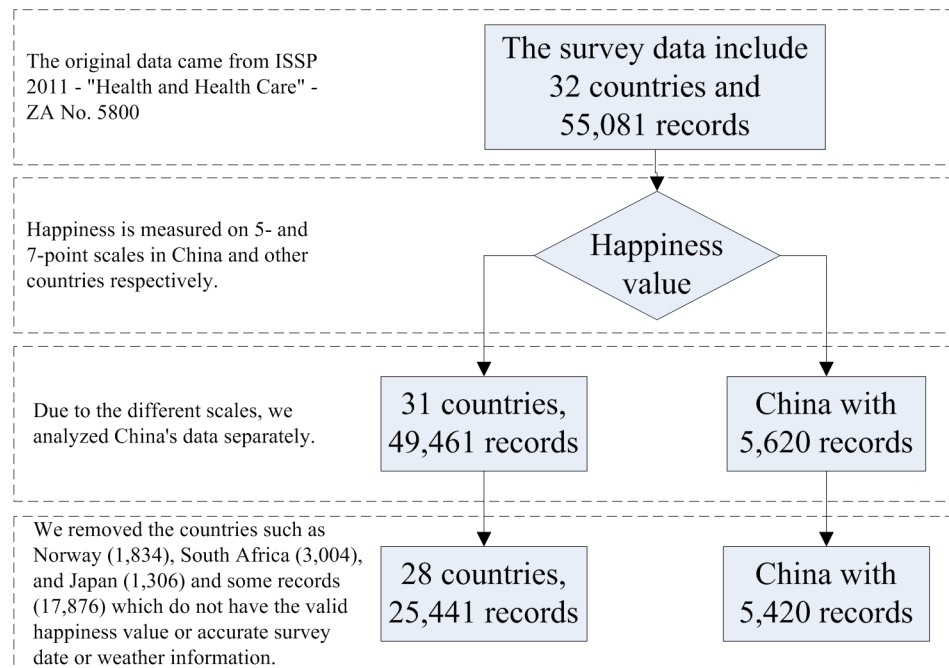 The original data came from ISSP
2011 - "Health and Health Care" -
ZA No. 5800
The survey data include
32 countries and
55,081 records
Happiness is measured on 5- and
7-point scales in China and other
countries respectively.
Happiness
value
Due to the different scales, we
analyzed China's data separately.
31 countries,
49,461 records
China with
5,620 records
We removed the countries such as
Norway (1,834), South Africa (3,004),
and Japan (1,306) and some records
(17,876) which do not have the valid
happiness value or accurate survey
date or weather information.
28 countries,
25,441 records
China with
5,420 records